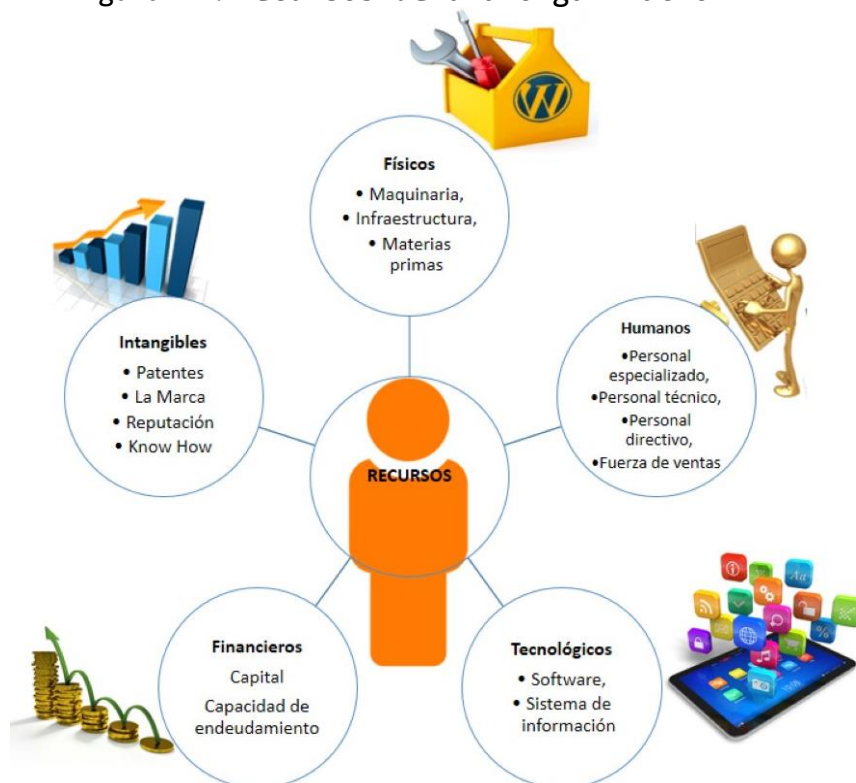 Físicos
• Maquinaria,
• Infraestructura,
• Materias
primas
Intangibles
• Patentes
• La Marca
• Reputación
• Know How
Humanos
•Personal
especializado,
•Personal técnico,
•Personal
directivo,
•Fuerza de ventas
RECURSOS
Financieros
Capital
Capacidad de
endeudamiento
Tecnológicos
• Software,
• Sistema de
información